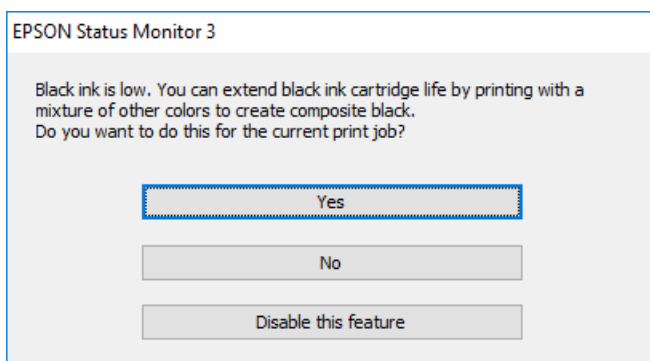 EPSON Status Monitor 3
Black ink is low. You can extend black ink cartridge life by printing with a
mixture of other colors to create composite black.
Do you want to do this for the current print job?
Yes
No
Disable this feature